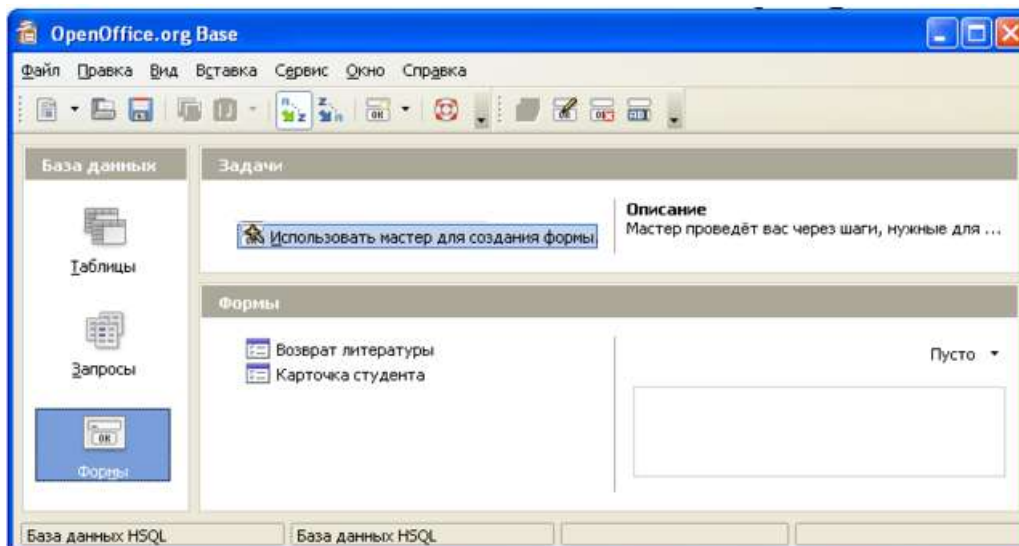 OpenOffice.org Base
Файл Правка Вид Вставка Сервис Окно Справка
База данных
Задачи
Использовать мастер для создания формы.
Описание
Мастер проведёт вас через шаги, нужные для ...
Таблицы
Запросы
Формы
Формы
Возврат литературы
Карточка студента
Пусто
База данных HSQL
База данных HSQL